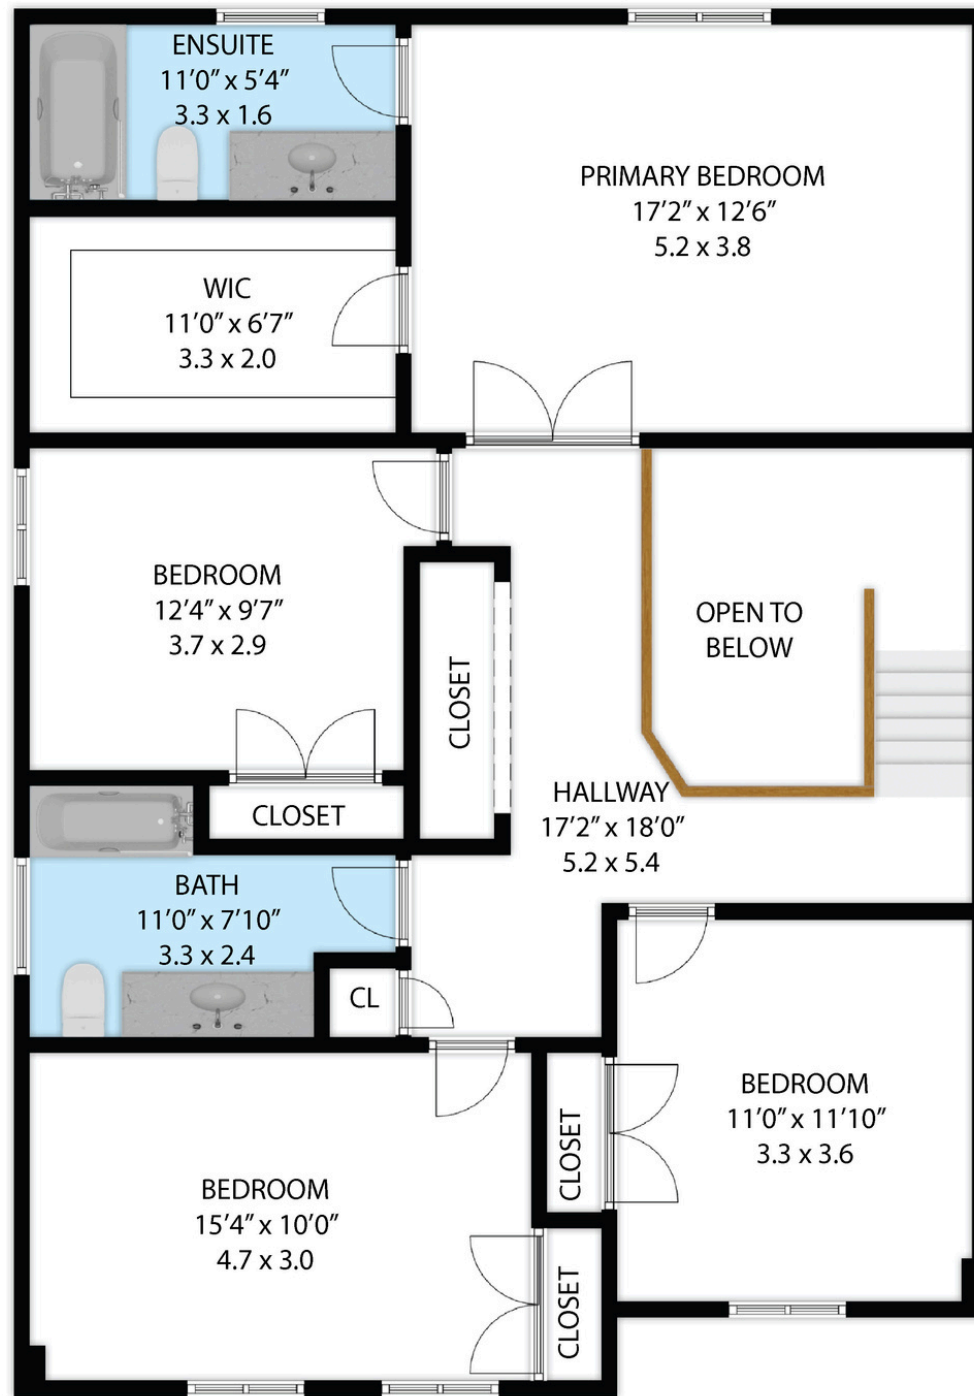 ENSUITE
11'0" x 5'4"
3.3 x 1.6
PRIMARY BEDROOM
17'2" x 12'6"
5.2 x 3.8
WIC
11'0" x 6'7"
3.3 x 2.0
BEDROOM
12'4" x 9'7"
3.7 x 2.9
CLOSET
OPEN TO
BELOW
CLOSET
HALLWAY
17'2" x 18'0"
5.2 x 5.4
BATH
11'0" x 7'10"
3.3 x 2.4
CL
BEDROOM
11'0" x 11'10"
3.3 x 3.6
CLOSET
BEDROOM
15'4" x 10'0"
4.7 x 3.0
CLOSET